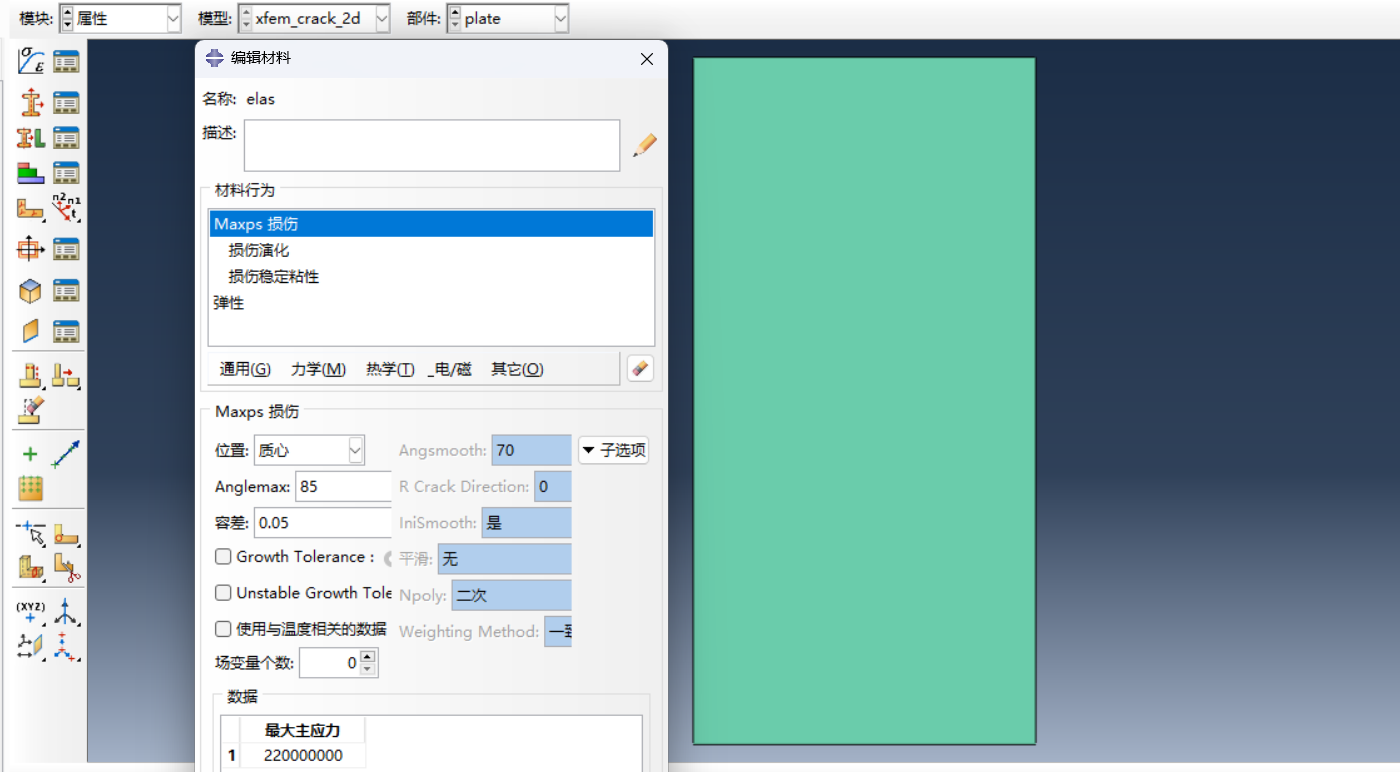 模块: 属性 模型: xfem_crack_2d 部件: plate
编辑材料
名称: elas
描述:
材料行为
Maxps 损伤
损伤演化
损伤稳定粘性
弹性
通用(G) 力学(M) 热学(T) _电/磁 其它(O)
Maxps 损伤
位置: 质心 Angsmooth: 70 子选项
Anglemax: 85 R Crack Direction: 0
容差: 0.05 IniSmooth: 是
Growth Tolerance : 平滑: 无
Unstable Growth Tole Npoly: 二次
使用与温度相关的数据 Weighting Method: 一致
场变量个数: 0
数据
最大主应力
1 220000000
(XYZ)